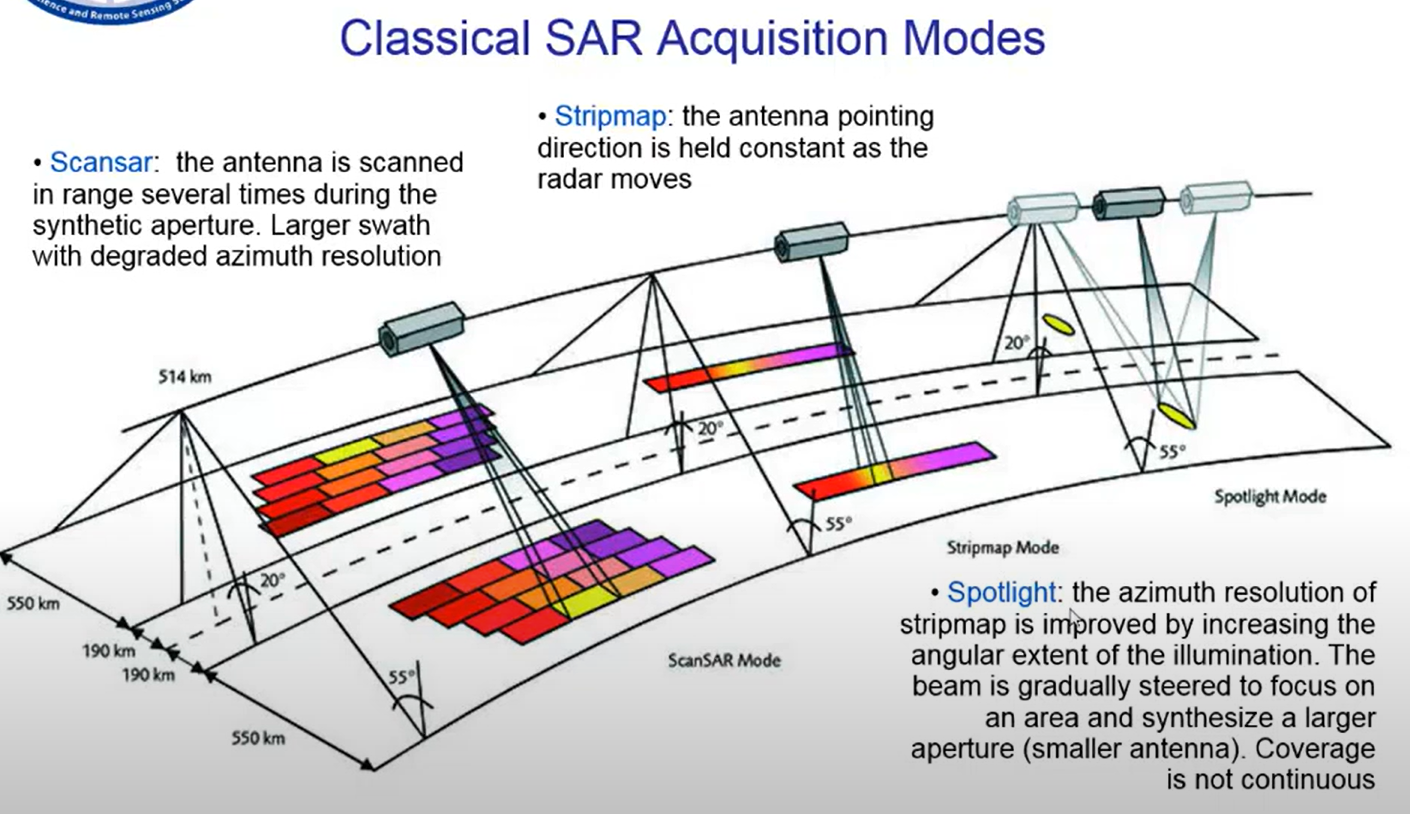 ence and Remote Sensing S
Classical SAR Acquisition Modes
• Stripmap: the antenna pointing
direction is held constant as the
radar moves
• Scansar:  the antenna is scanned
in range several times during the
synthetic aperture. Larger swath
with degraded azimuth resolution
514 km
20°
20°
20°
55°
55°
55°
550 km
190 km
190 km
550 km
Spotlight Mode
Stripmap Mode
ScanSAR Mode
• Spotlight: the azimuth resolution of
stripmap is improved by increasing the
angular extent of the illumination. The
beam is gradually steered to focus on
an area and synthesize a larger
aperture (smaller antenna). Coverage
is not continuous